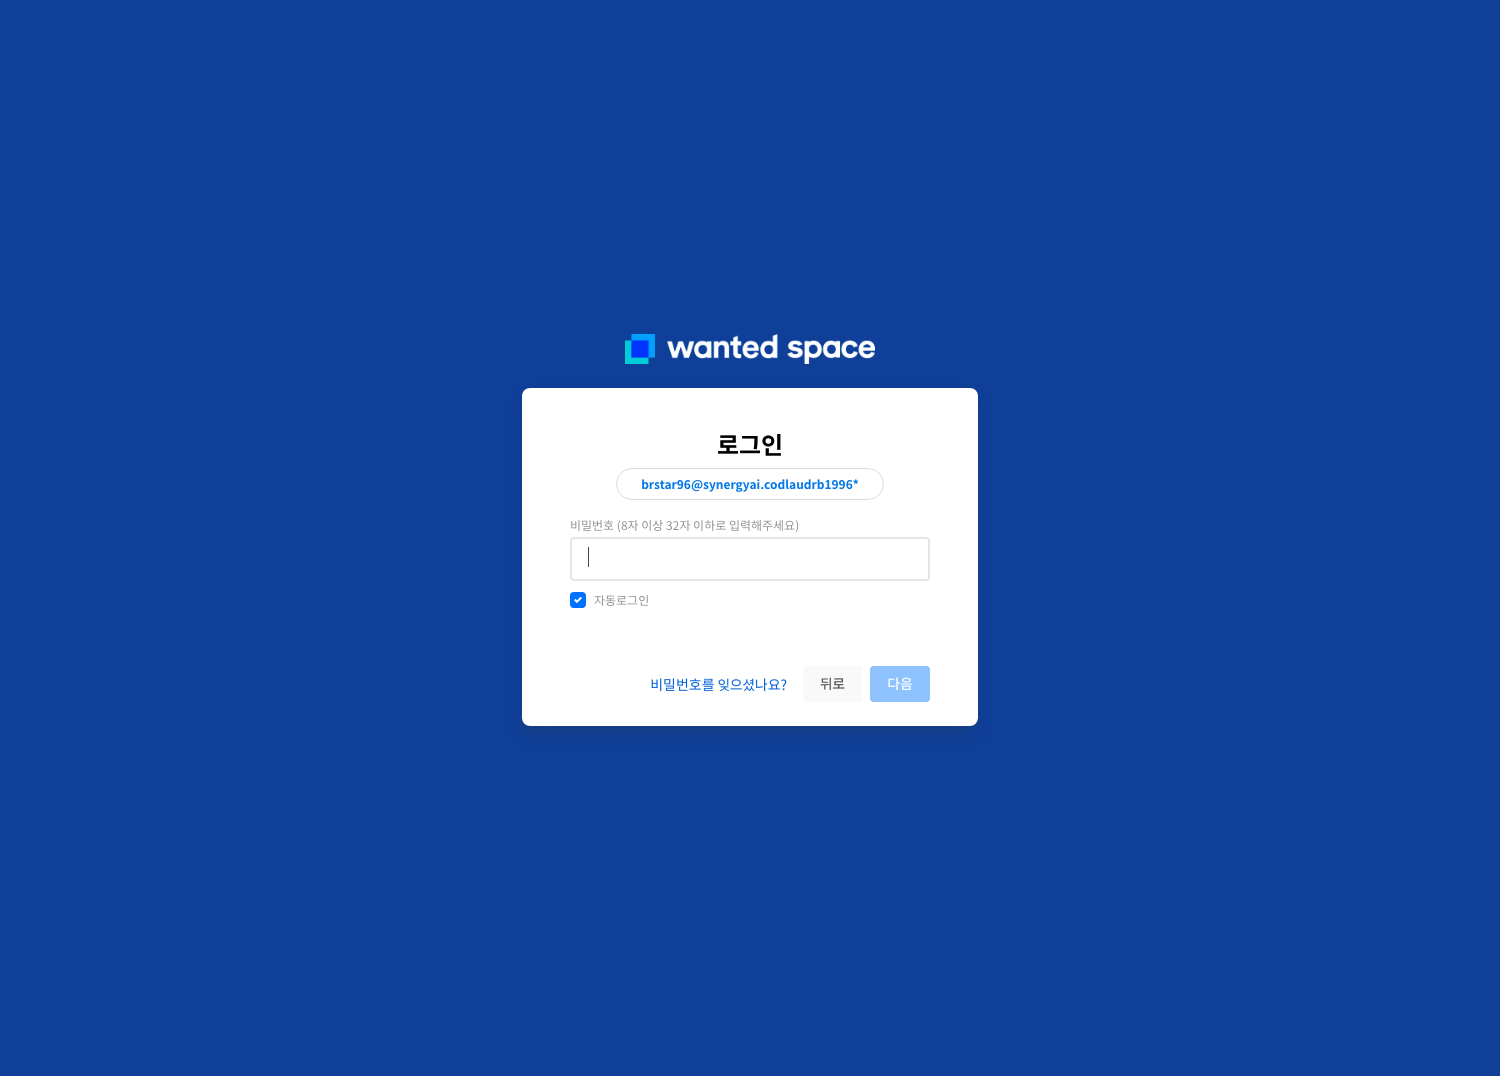 wanted space
로그인
brstar96@synergyai.codlaudrb1996*
비밀번호 (8자 이상 32자 이하로 입력해주세요)
자동로그인
비밀번호를 잊으셨나요?
뒤로
다음